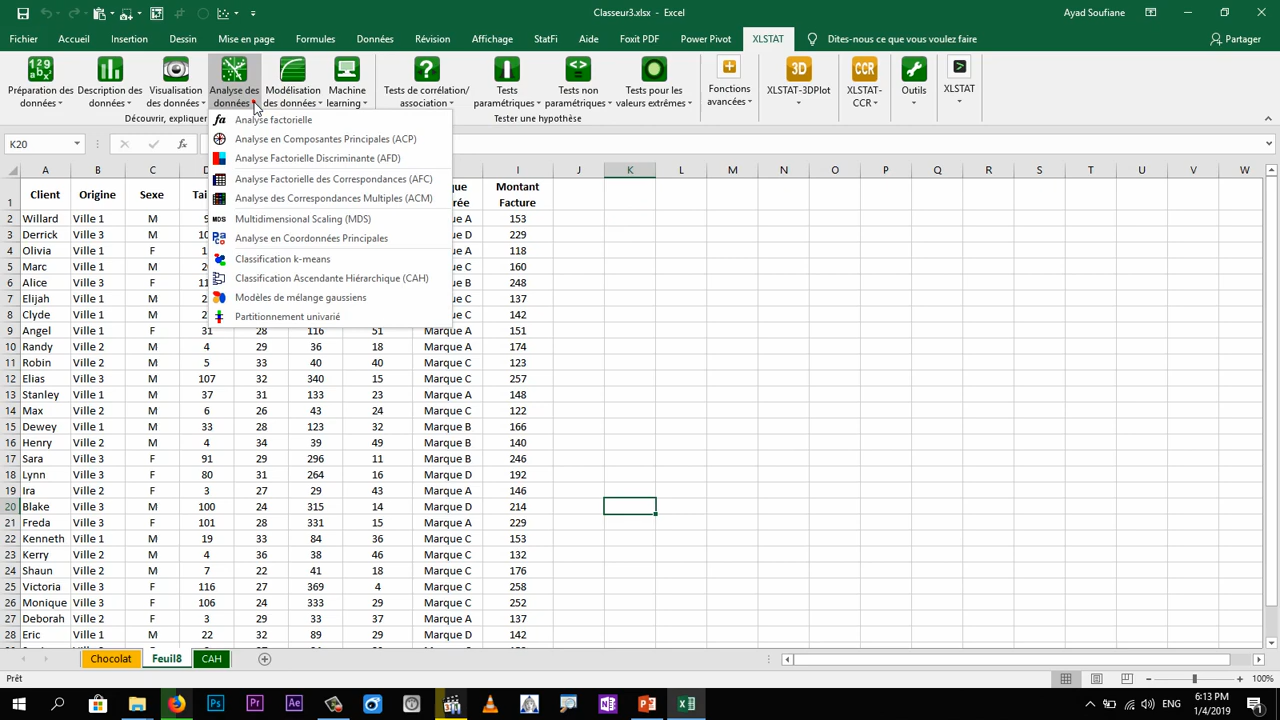 Classeur3.xlsx - Excel
Ayad Soufiane
Fichier Accueil Insertion Dessin Mise en page Formules Données Révision Affichage StatFi Aide Foxit PDF Power Pivot XLSTAT Dites-nous ce que vous voulez faire Partager
Préparation des données Description des données Visualisation des données Analyse des données Modélisation des données Machine learning Tests de corrélation/association Tests paramétriques Tests non paramétriques Tests pour les valeurs extrêmes Fonctions avancées XLSTAT-3DPlot XLSTAT-CCR Outils XLSTAT
Découvrir, expliquer Tester une hypothèse
K20
Analyse factorielle
Analyse en Composantes Principales (ACP)
Analyse Factorielle Discriminante (AFD)
Analyse Factorielle des Correspondances (AFC)
Analyse des Correspondances Multiples (ACM)
Multidimensional Scaling (MDS)
Analyse en Coordonnées Principales
Classification k-means
Classification Ascendante Hiérarchique (CAH)
Modèles de mélange gaussiens
Partitionnement univarié
A B C D I J K L M N O P Q R S T U V W
1 Client Origine Sexe Montant Facture
2 Willard Ville 1 M Marque A 153
3 Derrick Ville 3 M Marque D 229
4 Olivia Ville 1 F Marque A 118
5 Marc Ville 1 M Marque C 160
6 Alice Ville 3 F Marque B 248
7 Elijah Ville 1 M Marque C 137
8 Clyde Ville 1 M Marque C 142
9 Angel Ville 1 F 31 28 116 51 Marque A 151
10 Randy Ville 2 M 4 29 36 18 Marque A 174
11 Robin Ville 2 M 5 33 40 40 Marque C 123
12 Elias Ville 3 M 107 32 340 15 Marque C 257
13 Stanley Ville 1 M 37 31 133 23 Marque A 148
14 Max Ville 2 M 6 26 43 24 Marque C 122
15 Dewey Ville 1 M 33 28 123 32 Marque B 166
16 Henry Ville 2 M 4 34 39 49 Marque B 140
17 Sara Ville 3 F 91 29 296 11 Marque B 246
18 Lynn Ville 3 F 80 31 264 16 Marque D 192
19 Ira Ville 2 F 3 27 29 43 Marque A 146
20 Blake Ville 3 M 100 24 315 14 Marque D 214
21 Freda Ville 3 F 101 28 331 15 Marque A 229
22 Kenneth Ville 1 M 19 33 84 36 Marque C 153
23 Kerry Ville 2 F 4 36 38 46 Marque C 132
24 Shaun Ville 2 M 7 22 41 18 Marque C 176
25 Victoria Ville 3 F 116 27 369 4 Marque C 258
26 Monique Ville 3 F 106 24 333 29 Marque C 252
27 Deborah Ville 2 F 3 29 33 37 Marque A 137
28 Eric Ville 1 M 22 32 89 29 Marque D 142
Chocolat Feuil8 CAH
Prêt 100%
ENG 6:13 PM
1/4/2019